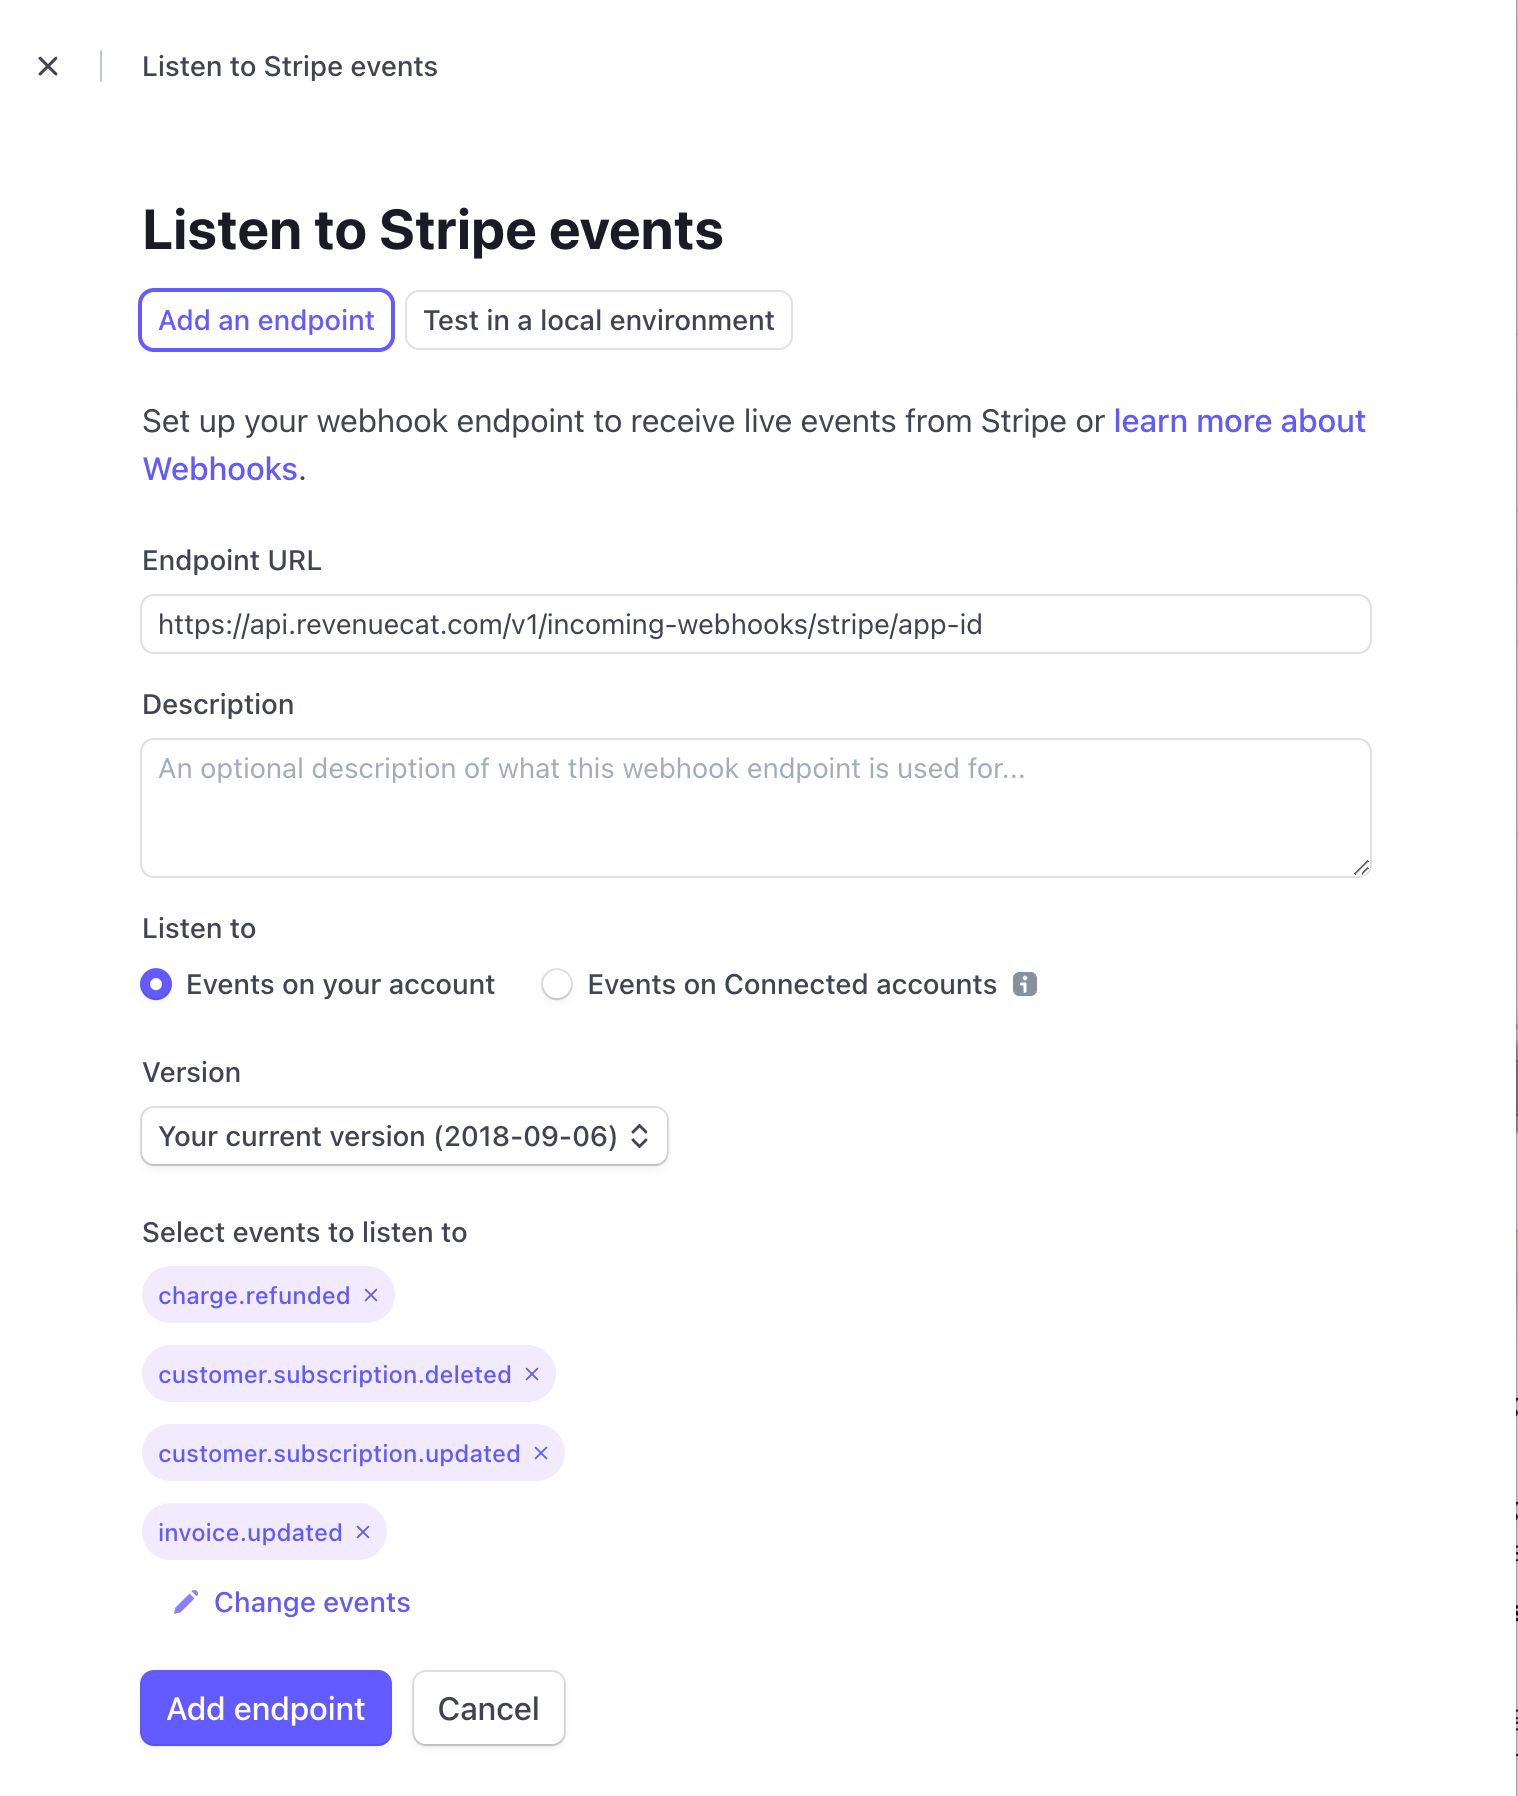 Listen to Stripe events
Listen to Stripe events
Add an endpoint
Test in a local environment
Set up your webhook endpoint to receive live events from Stripe or learn more about
Webhooks.
Endpoint URL
https://api.revenuecat.com/v1/incoming-webhooks/stripe/app-id
Description
An optional description of what this webhook endpoint is used for...
Listen to
Events on your account
Events on Connected accounts
Version
Your current version (2018-09-06)
Select events to listen to
charge.refunded
customer.subscription.deleted
customer.subscription.updated
invoice.updated
Change events
Add endpoint
Cancel